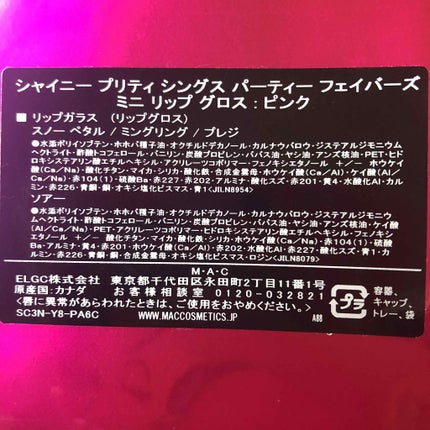 シャイニー プリティ シングス パーティー フェイバーズ
ミニ リップ グロス：ピンク
■ リップガラス （リップグロス）
スノー ペタル / ミングリング / プレジ
●水添ポリイソブテン・ホホバ種子油・オクチルドデカノール・カルナウバロウ・ジステアルジモニウム
ヘクトライト・酢酸トコフェロール・バニリン・炭酸プロピレン・ババス油・ヤシ油・アンズ核油・PET・ヒド
ロキシステアリン酸エチルヘキシル・アクリレーツコポリマー・フェノキシエタノール +／− ホウケイ
酸(Ca／Al)・酸化チタン・マイカ・シリカ・酸化鉄・合成金雲母・ホウケイ酸(Ca／Na)・ケイ酸(Al／
Ca／Na)・赤104(1)・硫酸Ba・赤202・アルミナ・酸化スズ・赤201・黄4・水酸化Al・カルミ
ン・赤226・青銅・銅・オキシ塩化ビスマス・青1<JILN8954>
ソアー
●水添ポリイソブテン・ホホバ種子油・オクチルドデカノール・カルナウバロウ・ジステアルジモニウム
ヘクトライト・酢酸トコフェロール・バニリン・炭酸プロピレン・ババス油・ヤシ油・アンズ核油・ホウケイ酸
(Ca／Al)・PET・アクリレーツコポリマー・ヒドロキシステアリン酸エチルヘキシル・フェノキシ
エタノール +／− 酸化チタン・マイカ・酸化鉄・シリカ・ホウケイ酸(Ca／Na)・赤104(1)・硫酸
Ba・アルミナ・黄4・赤201・赤202・水酸化Al・合成金雲母・ケイ酸(Al／Ca／Na)・カルミン・
酸化スズ・赤226・青銅・銅・オキシ塩化ビスマス・ロジン<JILN8079>
M・A・C
ELGC株式会社 東京都千代田区永田町2丁目11番1号
原産国：カナダ お客様相談室 0120-032821
<唇に異常があらわれたときは、ご使用をおやめください。>
SC3N-Y8-PA6C WWW.MACCOSMETICS.JP A88
プラ
容器、
キャップ、
トレー、袋